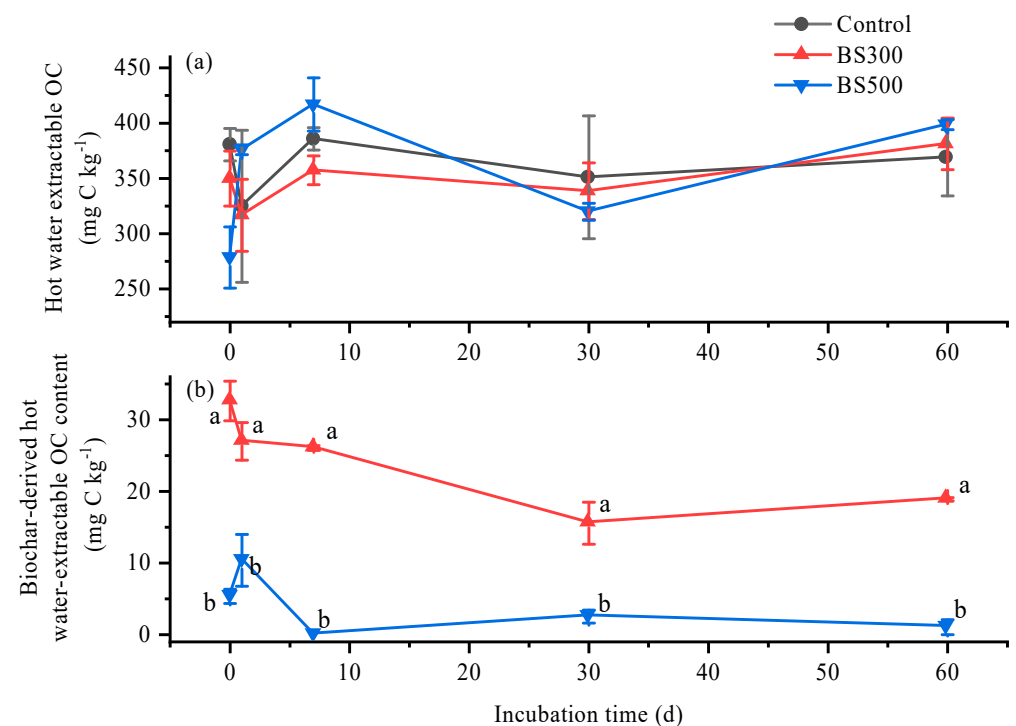 Control
BS300
BS500
(a)
Hot water extractable OC
(mg C kg⁻¹)
450
400
350
300
250
0 10 20 30 40 50 60
(b)
Biochar-derived hot
water-extractable OC content
(mg C kg⁻¹)
30
20
10
0
a a a a a
b b b b b
0 10 20 30 40 50 60
Incubation time (d)